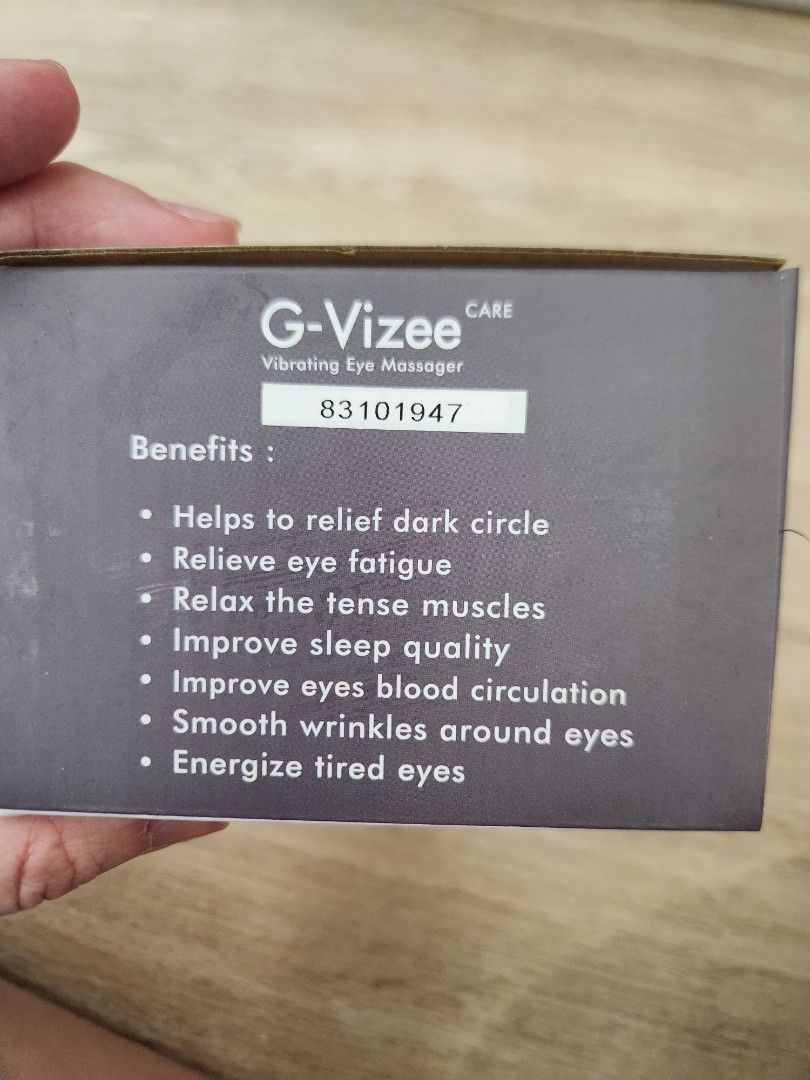 G-Vizee CARE
Vibrating Eye Massager
83101947
Benefits :
• Helps to relief dark circle
• Relieve eye fatigue
• Relax the tense muscles
• Improve sleep quality
• Improve eyes blood circulation
• Smooth wrinkles around eyes
• Energize tired eyes